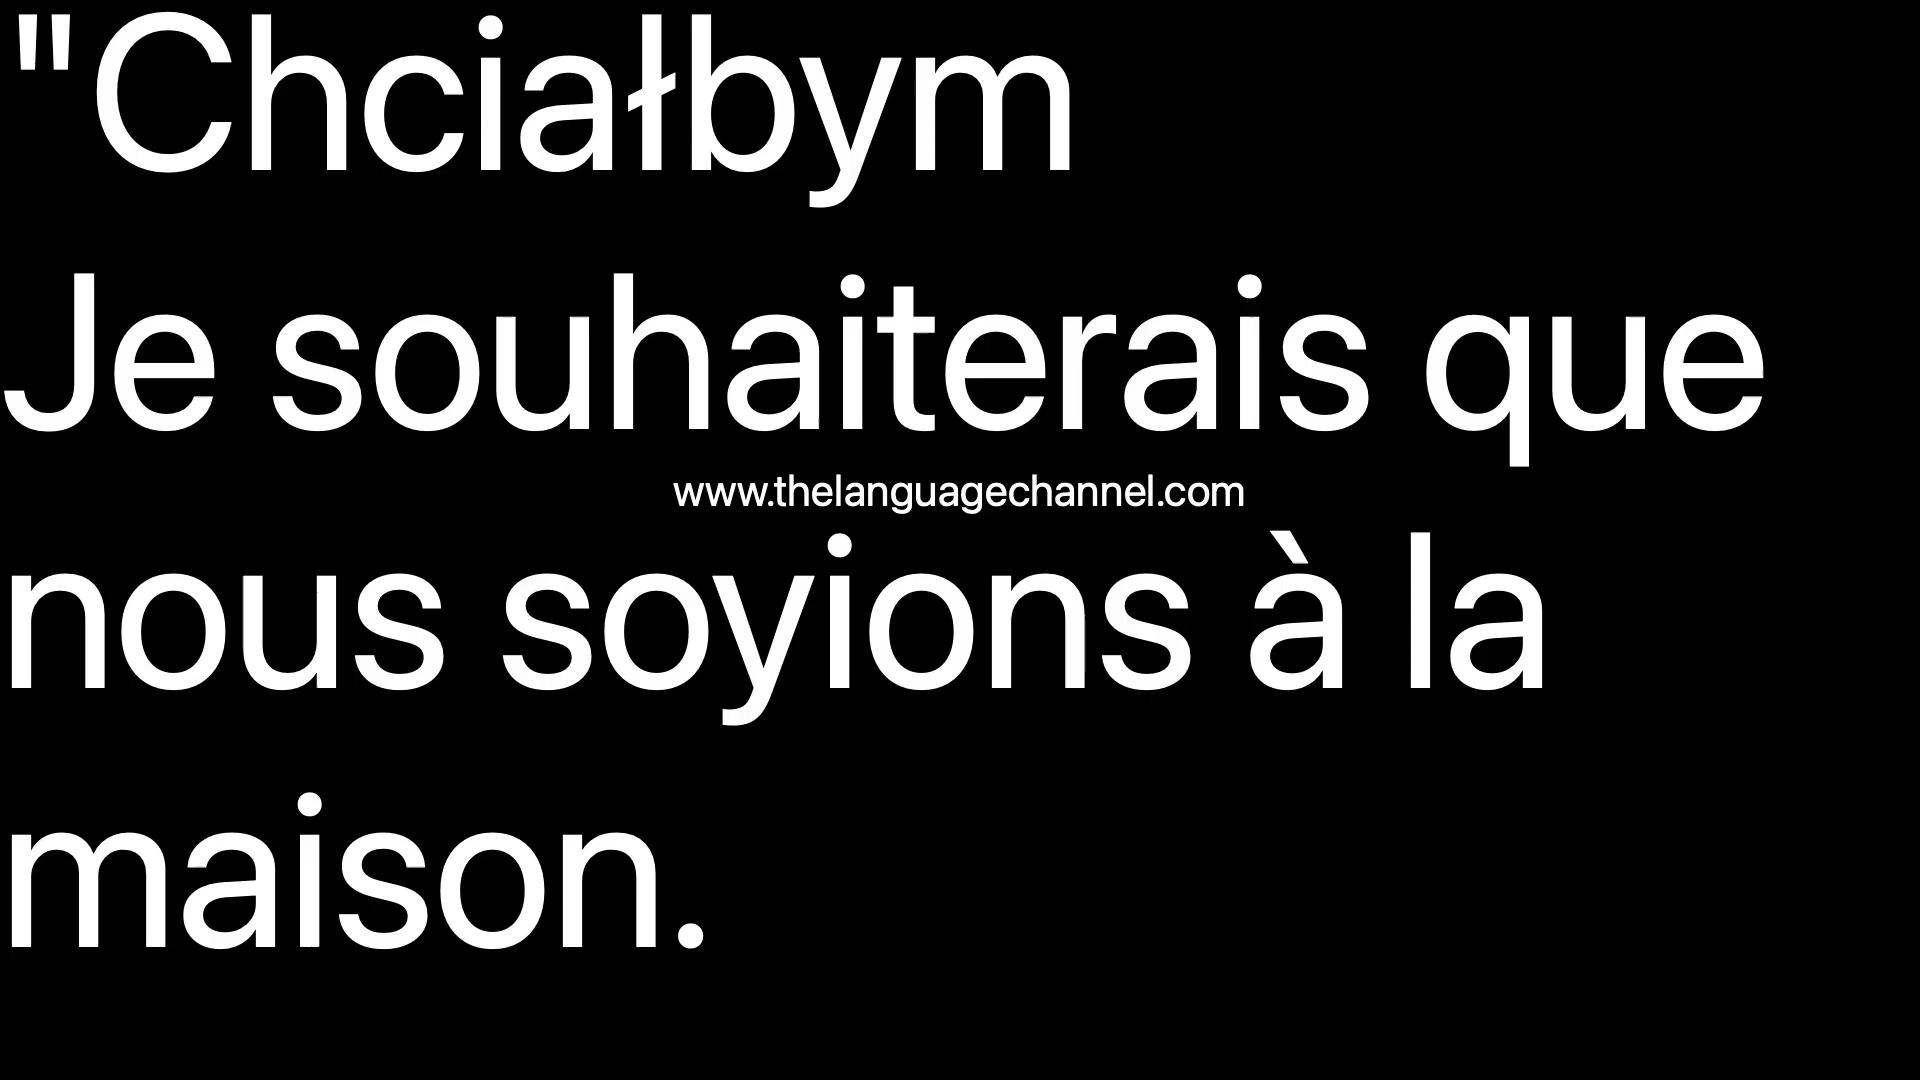 "Chciałbym
Je souhaiterais que
www.thelanguagechannel.com
nous soyions à la
maison.